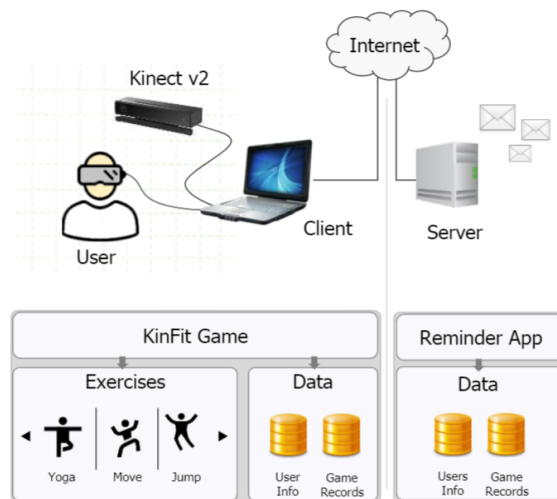 Internet
Kinect v2
User
Client
Server
KinFit Game
Exercises
Yoga
Move
Jump
Data
User
Info
Game
Records
Reminder App
Data
Users
Info
Game
Records